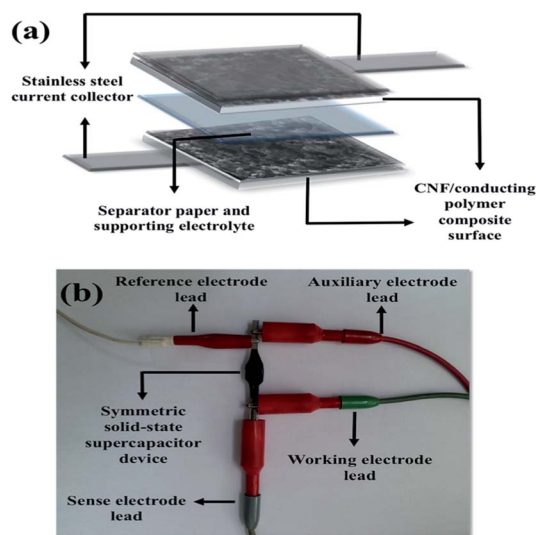 (a)
Stainless steel
current collector
Separator paper and
supporting electrolyte
CNF/conducting
polymer
composite
surface
(b)
Reference electrode
lead
Auxiliary electrode
lead
Symmetric
solid-state
supercapacitor
device
Working electrode
lead
Sense electrode
lead